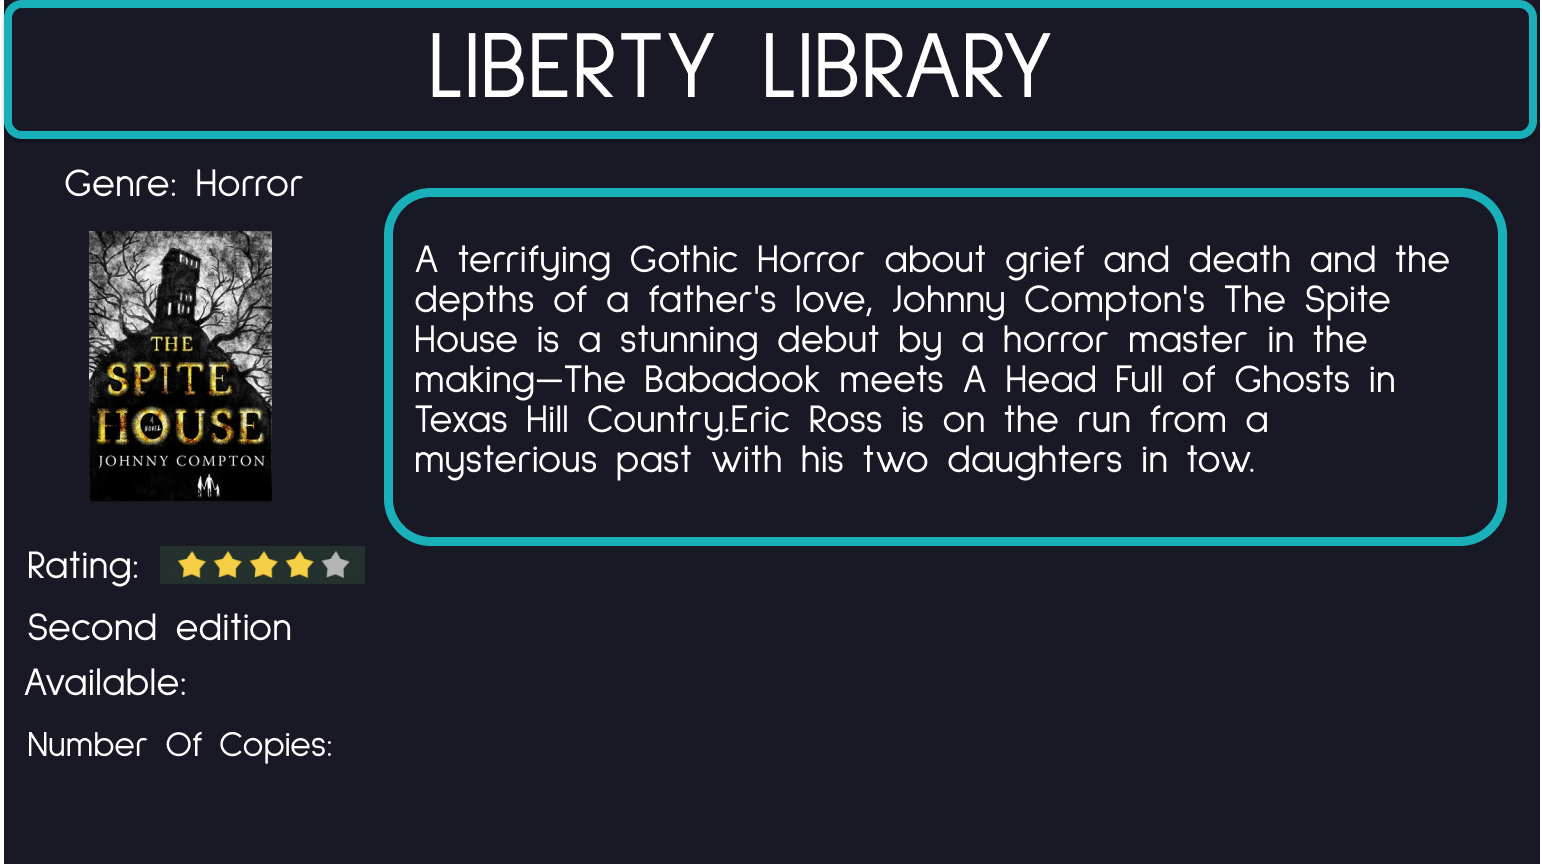 LIBERTY LIBRARY
Genre: Horror
THE
SPITE
HOUSE
A
NOVEL
JOHNNY COMPTON
A terrifying Gothic Horror about grief and death and the
depths of a father's love, Johnny Compton's The Spite
House is a stunning debut by a horror master in the
making—The Babadook meets A Head Full of Ghosts in
Texas Hill Country.Eric Ross is on the run from a
mysterious past with his two daughters in tow.
Rating:
Second edition
Available:
Number Of Copies: